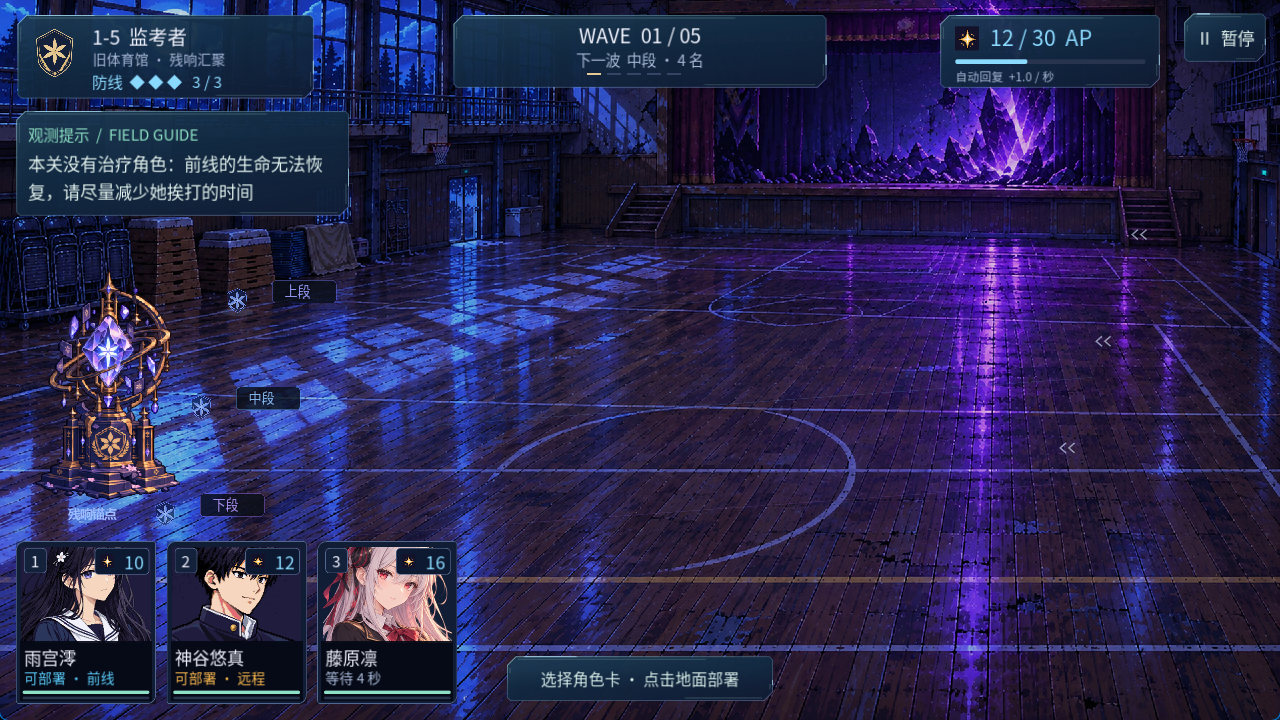 1-5 监考者
旧体育馆 · 残响汇聚
防线 3 / 3
WAVE 01 / 05
下一波 中段 · 4 名
12 / 30 AP
自动回复 +1.0 / 秒
II 暂停
观测提示 / FIELD GUIDE
本关没有治疗角色：前线的生命无法恢
复，请尽量减少她挨打的时间
上段
中段
下段
残响锚点
1 10
雨宫澪
可部署 · 前线
2 12
神谷悠真
可部署 · 远程
3 16
藤原凛
等待 4 秒
选择角色卡 · 点击地面部署